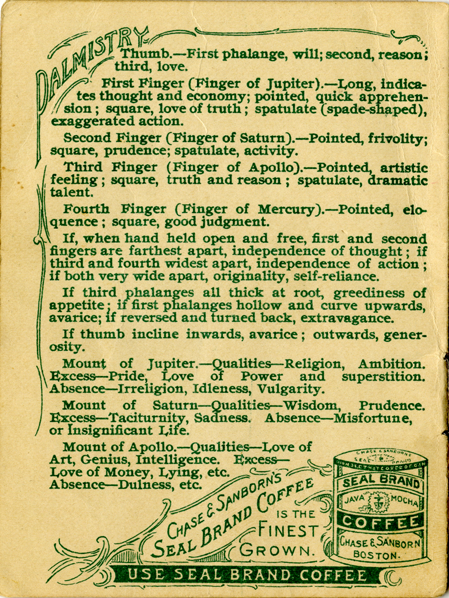 PALMISTRY
Thumb.—First phalange, will; second, reason;
third, love.
First Finger (Finger of Jupiter).—Long, indica-
tes thought and economy; pointed, quick apprehen-
sion; square, love of truth; spatulate (spade-shaped),
exaggerated action.
Second Finger (Finger of Saturn).—Pointed, frivolity;
square, prudence; spatulate, activity.
Third Finger (Finger of Apollo).—Pointed, artistic
feeling; square, truth and reason; spatulate, dramatic
talent.
Fourth Finger (Finger of Mercury).—Pointed, elo-
quence; square, good judgment.
If, when hand held open and free, first and second
fingers are farthest apart, independence of thought; if
third and fourth widest apart, independence of action;
if both very wide apart, originality, self-reliance.
If third phalanges all thick at root, greediness of
appetite; if first phalanges hollow and curve upwards,
avarice; if reversed and turned back, extravagance.
If thumb incline inwards, avarice; outwards, gener-
osity.
Mount of Jupiter.—Qualities—Religion, Ambition.
Excess—Pride, Love of Power and superstition.
Absence—Irreligion, Idleness, Vulgarity.
Mount of Saturn—Qualities—Wisdom, Prudence.
Excess—Taciturnity, Sadness. Absence—Misfortune,
or Insignificant Life.
Mount of Apollo.—Qualities—Love of
Art, Genius, Intelligence. Excess—
Love of Money, Lying, etc.
Absence—Dulness, etc.
CHASE & SANBORN'S
SEAL BRAND COFFEE
IS THE
FINEST
GROWN.
CHASE & SANBORN'S
SEAL BRAND
JAVA MOCHA
COFFEE
CHASE & SANBORN
BOSTON.
USE SEAL BRAND COFFEE